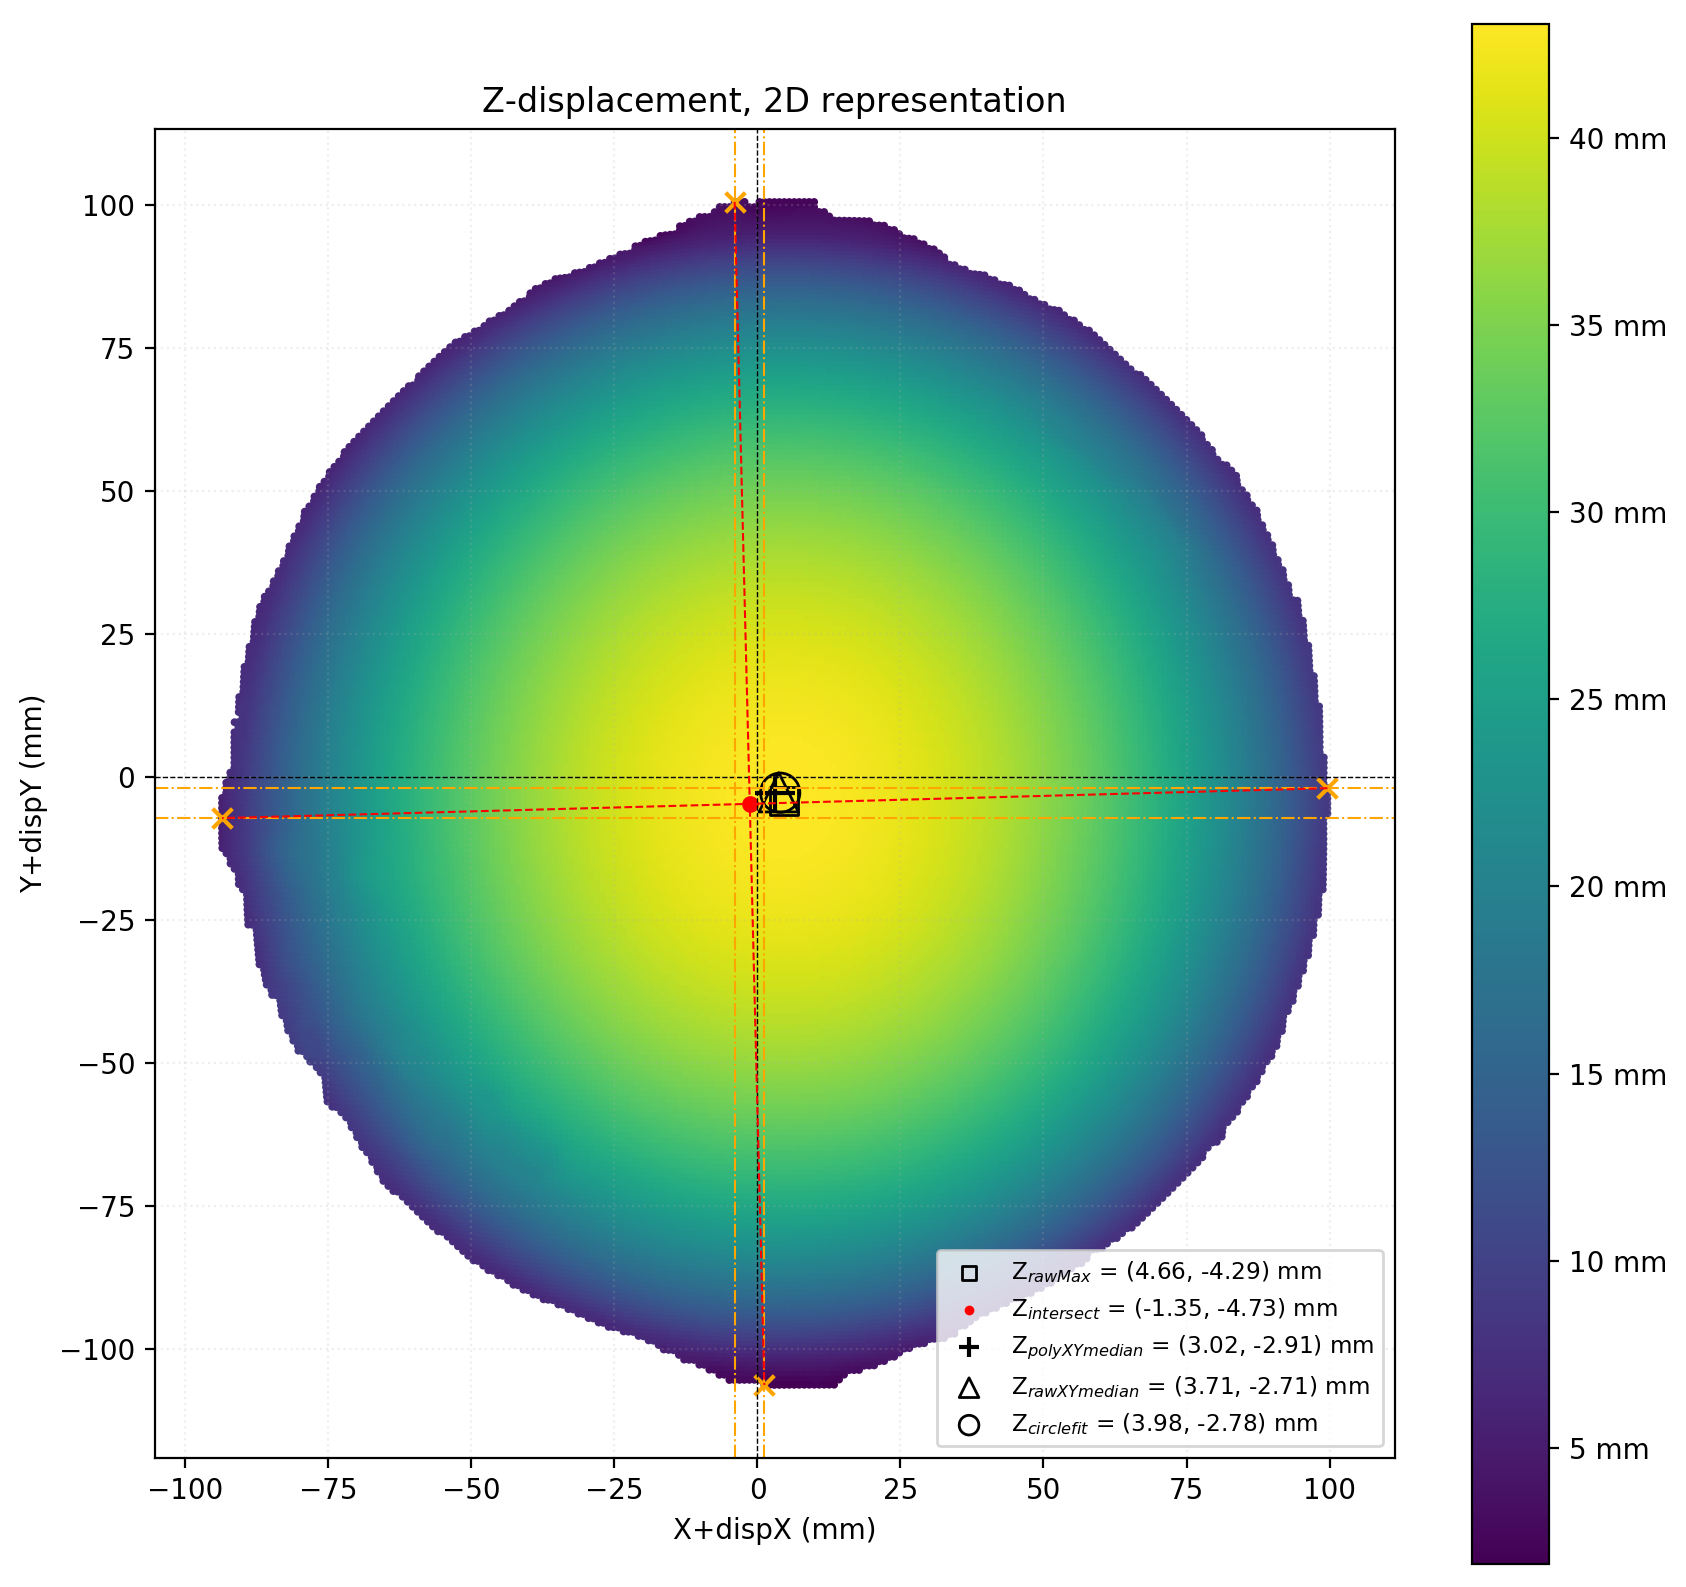 Z-displacement, 2D representation
Y+dispY (mm)
100
75
50
25
0
−25
−50
−75
−100
−100
−75
−50
−25
0
25
50
75
100
X+dispX (mm)
Z_rawMax = (4.66, -4.29) mm
Z_intersect = (-1.35, -4.73) mm
Z_polyXYmedian = (3.02, -2.91) mm
Z_rawXYmedian = (3.71, -2.71) mm
Z_circlefit = (3.98, -2.78) mm
40 mm
35 mm
30 mm
25 mm
20 mm
15 mm
10 mm
5 mm